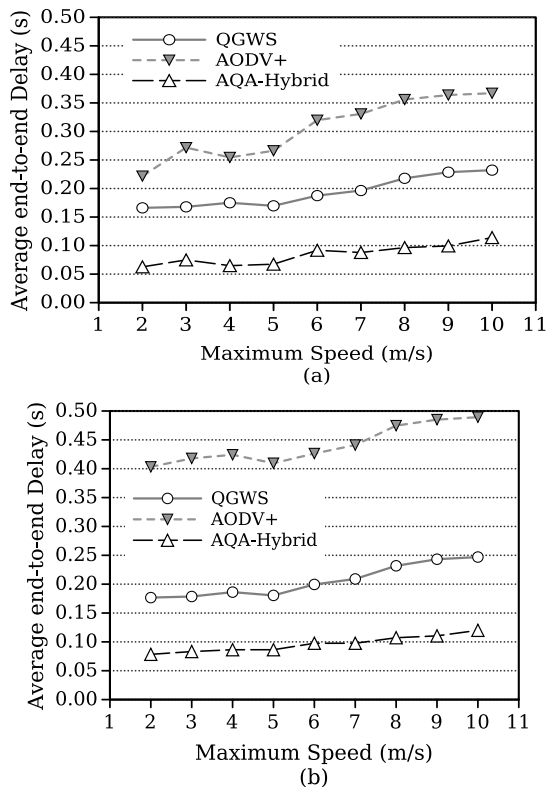 0.50
0.45
0.40
0.35
0.30
0.25
0.20
0.15
0.10
0.05
0.00
Average end-to-end Delay (s)
QGWS
AODV+
AQA-Hybrid
1 2 3 4 5 6 7 8 9 10 11
Maximum Speed (m/s)
(a)
0.50
0.45
0.40
0.35
0.30
0.25
0.20
0.15
0.10
0.05
0.00
Average end-to-end Delay (s)
QGWS
AODV+
AQA-Hybrid
1 2 3 4 5 6 7 8 9 10 11
Maximum Speed (m/s)
(b)